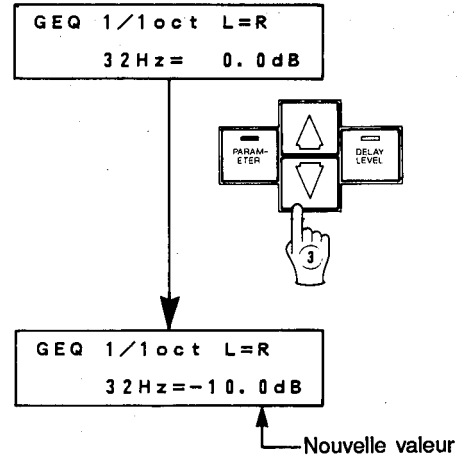 GEQ 1/1oct L=R
32Hz= 0.0dB
PARAM-
ETER
DELAY
LEVEL
3
GEQ 1/1oct L=R
32Hz=-10.0dB
Nouvelle valeur